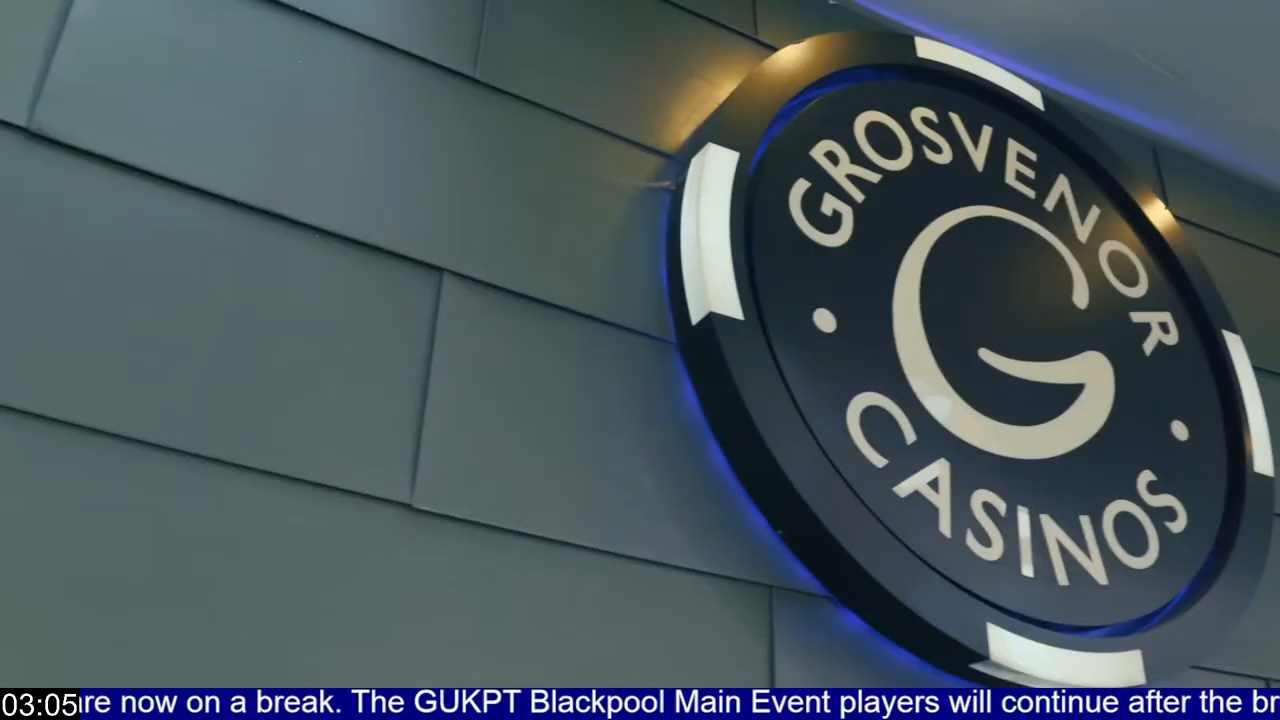 GROSVENOR
G
CASINOS
03:05 re now on a break. The GUKPT Blackpool Main Event players will continue after the br